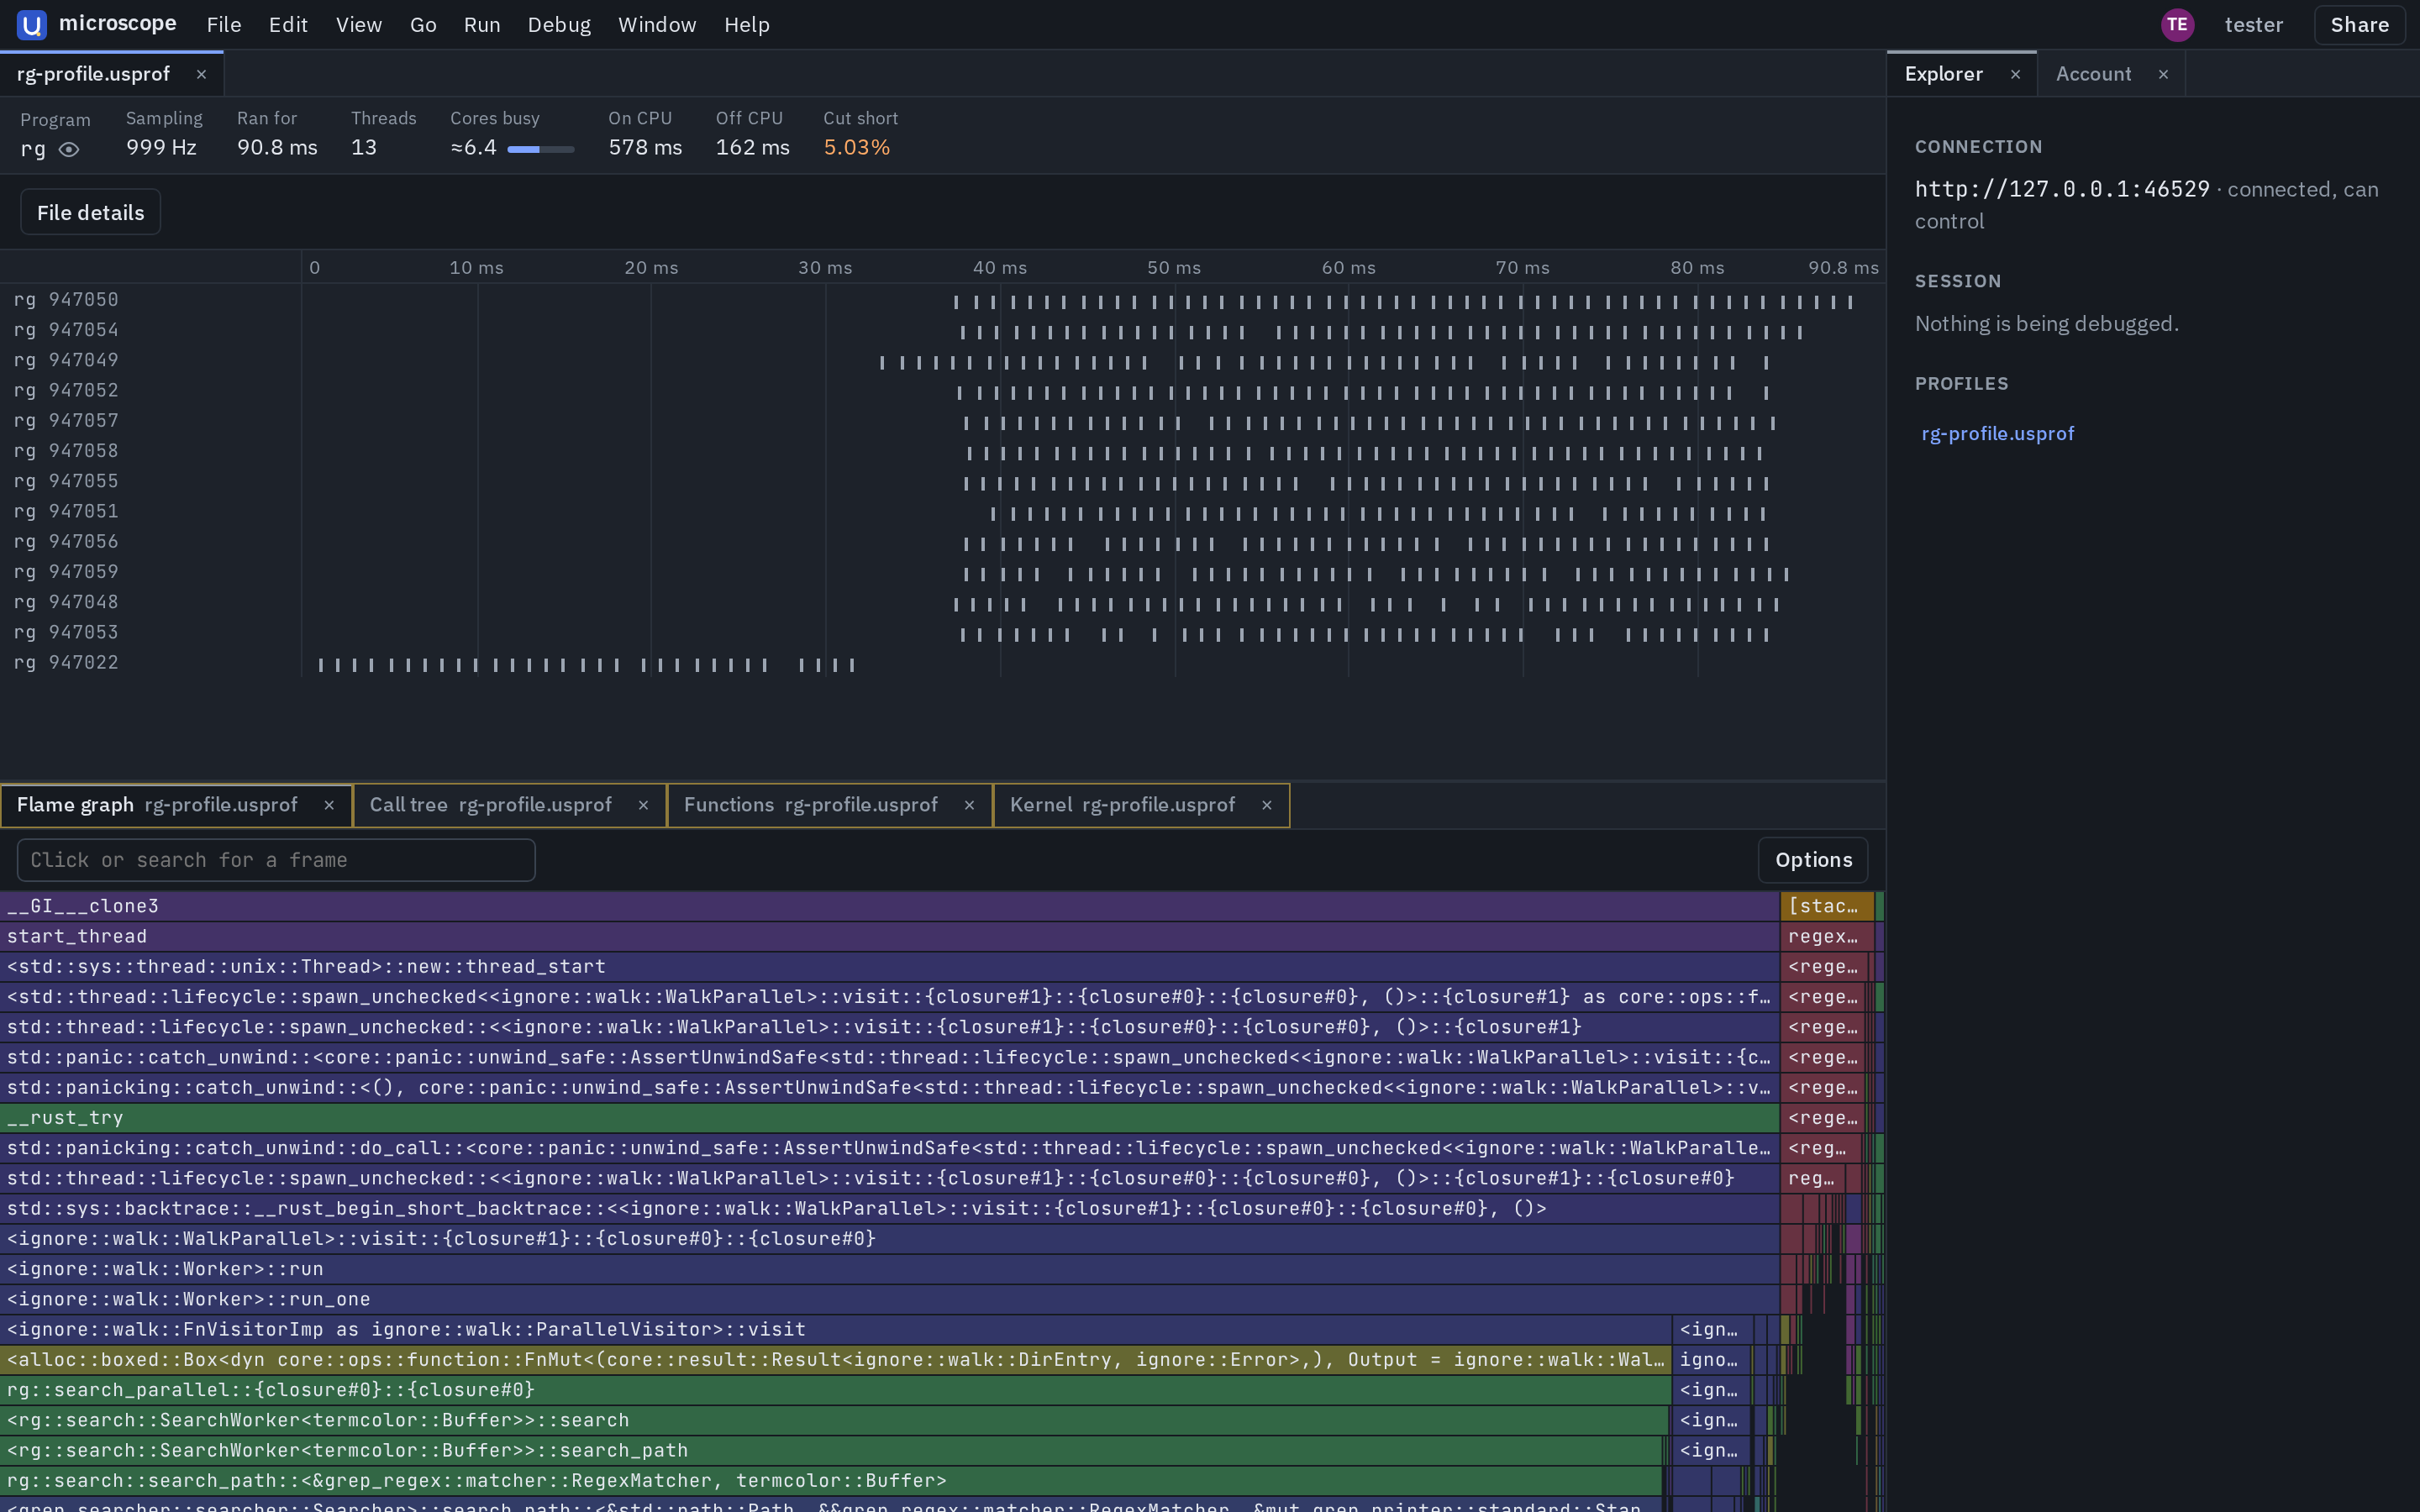 microscope File Edit View Go Run Debug Window Help TE tester Share
rg-profile.usprof × Explorer × Account ×
Program Sampling Ran for Threads Cores busy On CPU Off CPU Cut short
rg 999 Hz 90.8 ms 13 ≈6.4 578 ms 162 ms 5.03%
File details
0 10 ms 20 ms 30 ms 40 ms 50 ms 60 ms 70 ms 80 ms 90.8 ms
rg 947050
rg 947054
rg 947049
rg 947052
rg 947057
rg 947058
rg 947055
rg 947051
rg 947056
rg 947059
rg 947048
rg 947053
rg 947022
CONNECTION
http://127.0.0.1:46529 · connected, can
control
SESSION
Nothing is being debugged.
PROFILES
rg-profile.usprof
Flame graph rg-profile.usprof × Call tree rg-profile.usprof × Functions rg-profile.usprof × Kernel rg-profile.usprof ×
Click or search for a frame Options
__GI___clone3 [stac…
start_thread regex…
<std::sys::thread::unix::Thread>::new::thread_start <rege…
<std::thread::lifecycle::spawn_unchecked<<ignore::walk::WalkParallel>::visit::{closure#1}::{closure#0}::{closure#0}, ()>::{closure#1} as core::ops::f… <rege…
std::thread::lifecycle::spawn_unchecked::<<ignore::walk::WalkParallel>::visit::{closure#1}::{closure#0}::{closure#0}, ()>::{closure#1} <rege…
std::panic::catch_unwind::<core::panic::unwind_safe::AssertUnwindSafe<std::thread::lifecycle::spawn_unchecked<<ignore::walk::WalkParallel>::visit::{c… <rege…
std::panicking::catch_unwind::<(), core::panic::unwind_safe::AssertUnwindSafe<std::thread::lifecycle::spawn_unchecked<<ignore::walk::WalkParallel>::v… <rege…
__rust_try <rege…
std::panicking::catch_unwind::do_call::<core::panic::unwind_safe::AssertUnwindSafe<std::thread::lifecycle::spawn_unchecked<<ignore::walk::WalkParalle… <reg…
std::thread::lifecycle::spawn_unchecked::<<ignore::walk::WalkParallel>::visit::{closure#1}::{closure#0}::{closure#0}, ()>::{closure#1}::{closure#0} reg…
std::sys::backtrace::__rust_begin_short_backtrace::<<ignore::walk::WalkParallel>::visit::{closure#1}::{closure#0}::{closure#0}, ()>
<ignore::walk::WalkParallel>::visit::{closure#1}::{closure#0}::{closure#0}
<ignore::walk::Worker>::run
<ignore::walk::Worker>::run_one
<ignore::walk::FnVisitorImp as ignore::walk::ParallelVisitor>::visit <ign…
<alloc::boxed::Box<dyn core::ops::function::FnMut<(core::result::Result<ignore::walk::DirEntry, ignore::Error>,), Output = ignore::walk::Wal… igno…
rg::search_parallel::{closure#0}::{closure#0} <ign…
<rg::search::SearchWorker<termcolor::Buffer>>::search <ign…
<rg::search::SearchWorker<termcolor::Buffer>>::search_path <ign…
rg::search::search_path::<&grep_regex::matcher::RegexMatcher, termcolor::Buffer>
<grep_searcher::searcher::Searcher>::search_path::<&std::path::Path, &&grep_regex::matcher::RegexMatcher, &mut grep_printer::standard::Stan…